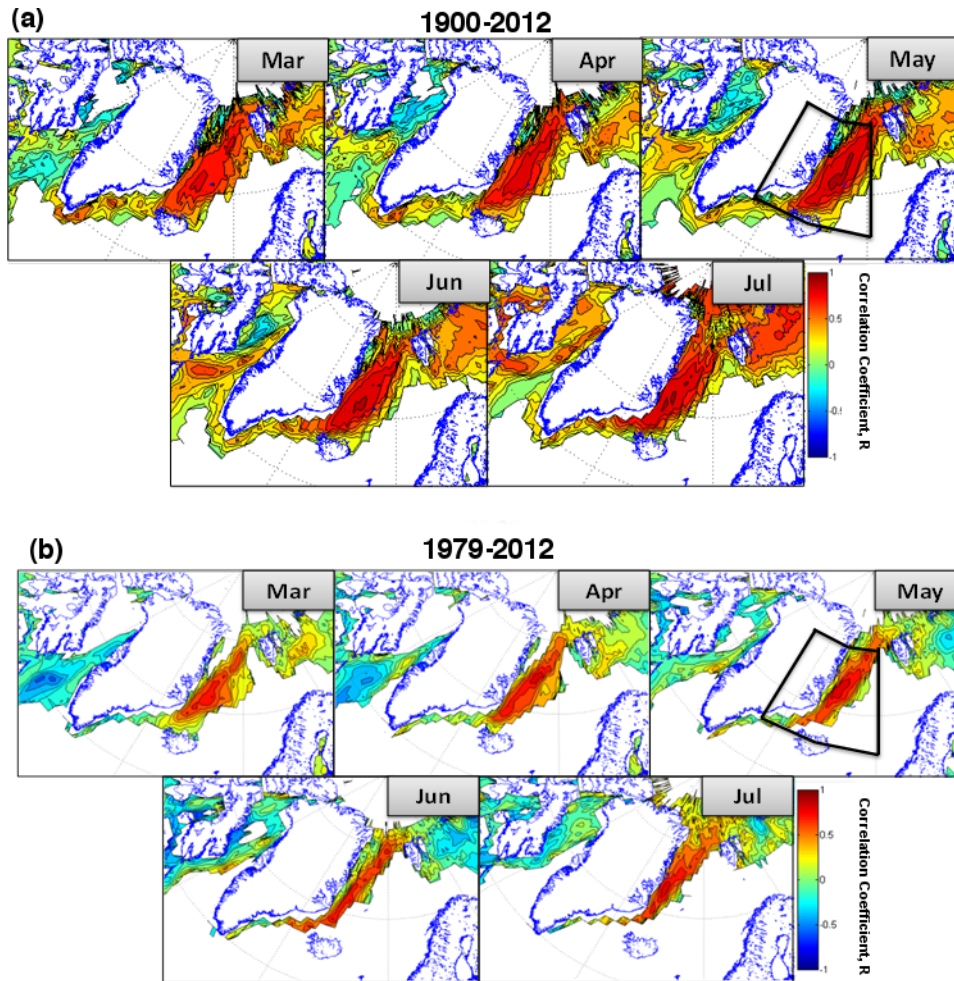 (a)
1900-2012
Mar
Apr
May
Jun
Jul
1
0.5
0
-0.5
-1
Correlation Coefficient, R
(b)
1979-2012
Mar
Apr
May
Jun
Jul
1
0.5
0
-0.5
-1
Correlation Coefficient, R